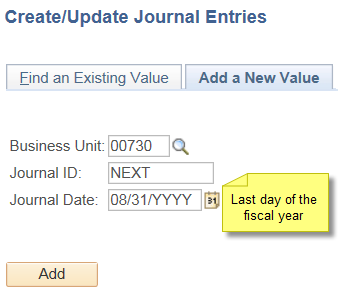 Create/Update Journal Entries
Find an Existing Value
Add a New Value
Business Unit: 00730
Journal ID: NEXT
Journal Date: 08/31/YYYY 31
Last day of the
fiscal year
Add